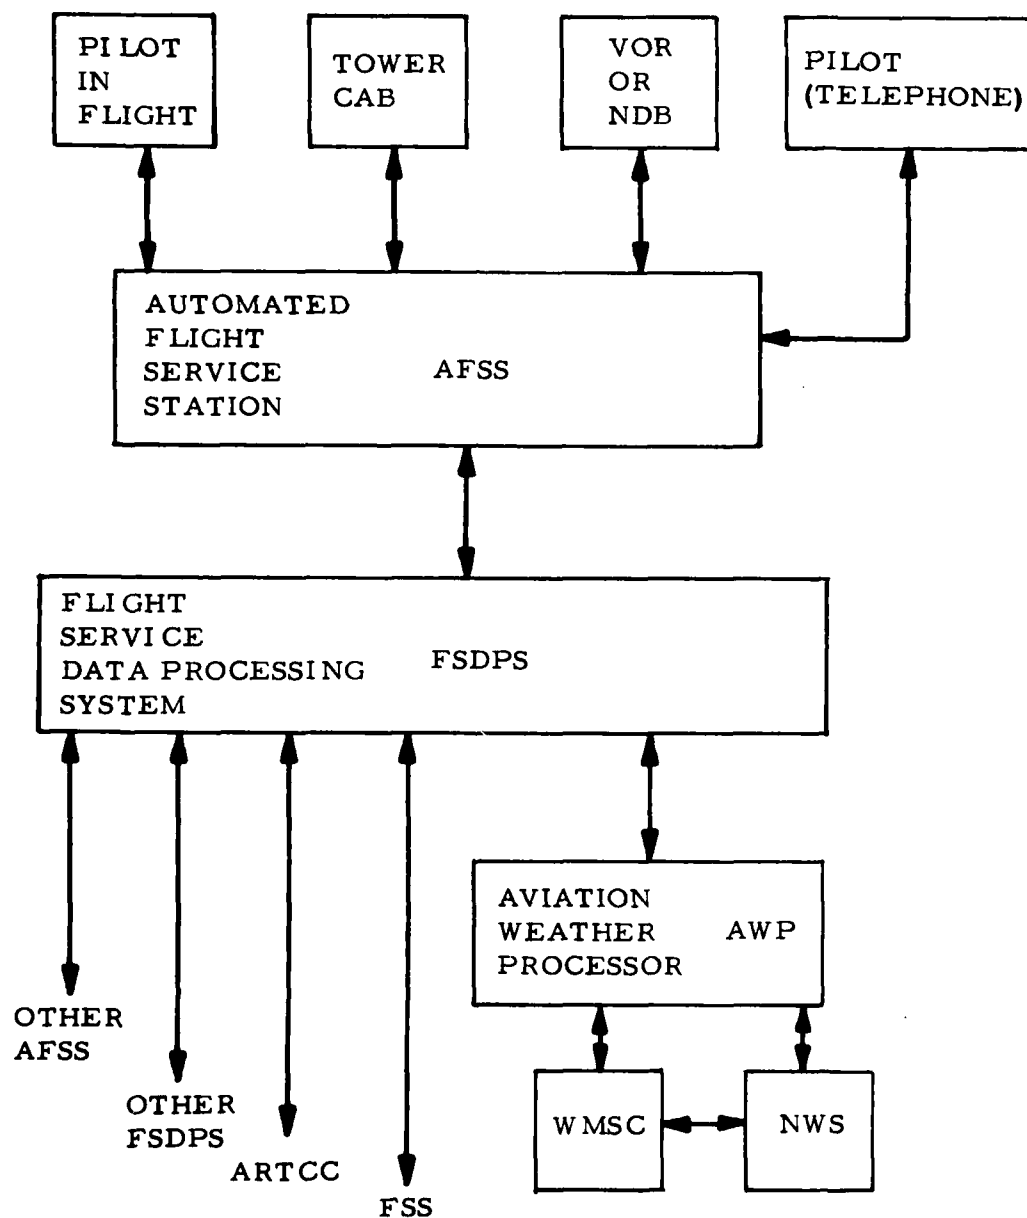 PILOT
IN
FLIGHT
TOWER
CAB
VOR
OR
NDB
PILOT
(TELEPHONE)
AUTOMATED
FLIGHT
SERVICE
STATION
AFSS
FLIGHT
SERVICE
DATA PROCESSING
SYSTEM
FSDPS
AVIATION
WEATHER
PROCESSOR
AWP
OTHER
AFSS
OTHER
FSDPS
ARTCC
FSS
WMSC
NWS